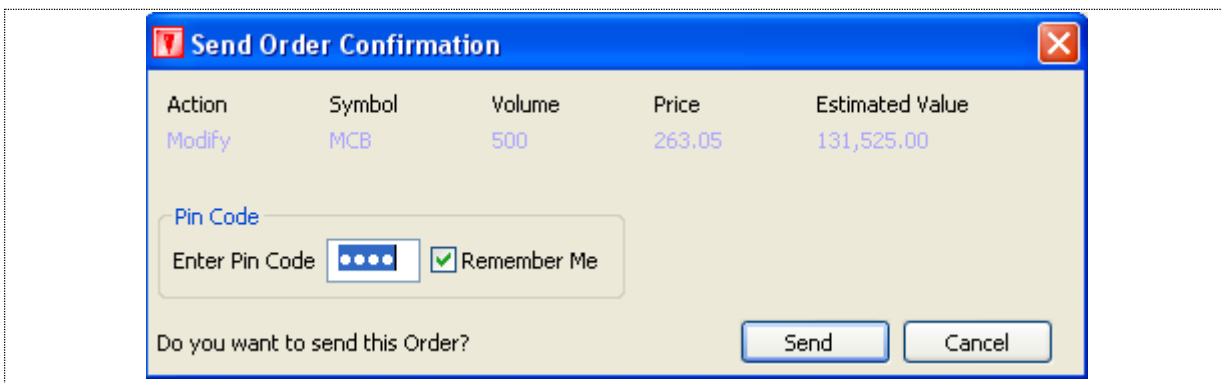 Send Order Confirmation
Action Symbol Volume Price Estimated Value
Modify MCB 500 263.05 131,525.00
Pin Code
Enter Pin Code ●●●● Remember Me
Do you want to send this Order? Send Cancel